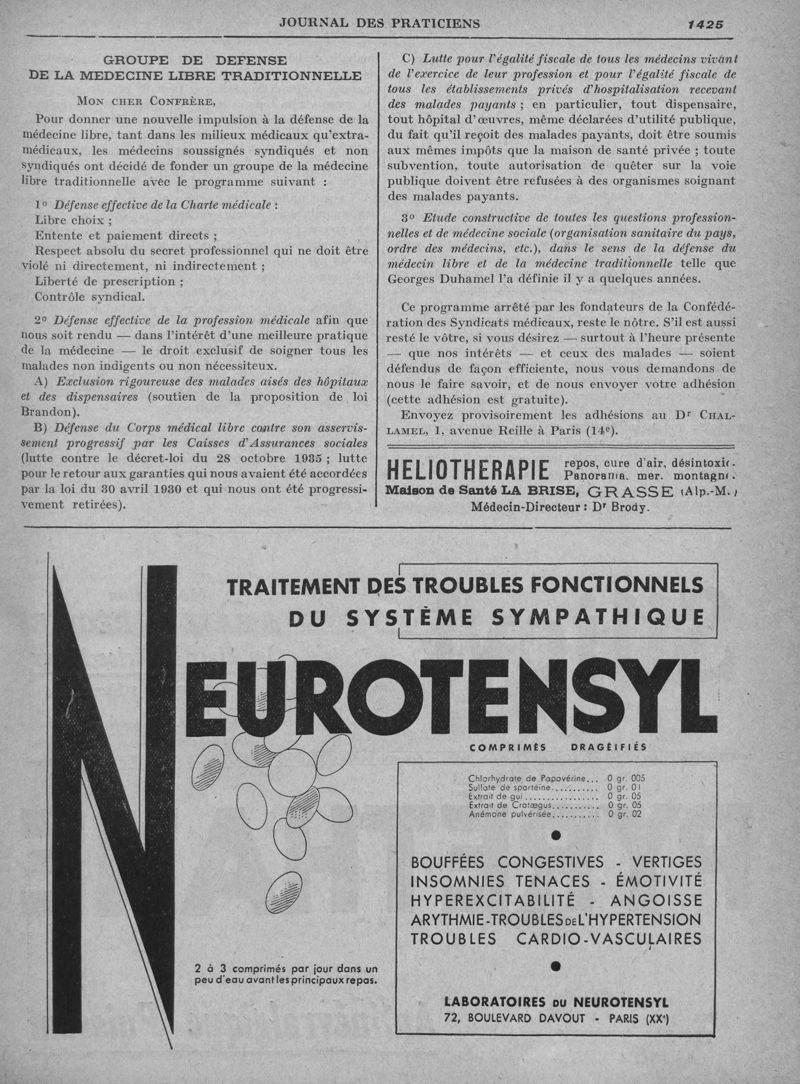 JOURNAL DES PRATICIENS
1425
GROUPE DE DEFENSE
DE LA MEDECINE LIBRE TRADITIONNELLE
MON CHER CONFRÈRE,
Pour donner une nouvelle impulsion à la défense de la
médecine libre, tant dans les milieux médicaux qu'extra-
médicaux, les médecins soussignés syndiqués et non
syndiqués ont décidé de fonder un groupe de la médecine
libre traditionnelle avec le programme suivant :
1º Défense effective de la Charte médicale :
Libre choix ;
Entente et paiement directs ;
Respect absolu du secret professionnel qui ne doit être
violé ni directement, ni indirectement ;
Liberté de prescription ;
Contrôle syndical.
2º Défense effective de la profession médicale afin que
nous soit rendu — dans l'intérêt d'une meilleure pratique
de la médecine — le droit exclusif de soigner tous les
malades non indigents ou non nécessiteux.
A) Exclusion rigoureuse des malades aisés des hôpitaux
et des dispensaires (soutien de la proposition de loi
Brandon).
B) Défense du Corps médical libre contre son asservis-
sement progressif par les Caisses d'Assurances sociales
(lutte contre le décret-loi du 28 octobre 1935 ; lutte
pour le retour aux garanties qui nous avaient été accordées
par la loi du 30 avril 1930 et qui nous ont été progressi-
vement retirées).
C) Lutte pour l'égalité fiscale de tous les médecins vivant
de l'exercice de leur profession et pour l'égalité fiscale de
tous les établissements privés d'hospitalisation recevant
des malades payants ; en particulier, tout dispensaire,
tout hôpital d'œuvres, même déclarées d'utilité publique,
du fait qu'il reçoit des malades payants, doit être soumis
aux mêmes impôts que la maison de santé privée ; toute
subvention, toute autorisation de quêter sur la voie
publique doivent être refusées à des organismes soignant
des malades payants.
3º Etude constructive de toutes les questions profession-
nelles et de médecine sociale (organisation sanitaire du pays,
ordre des médecins, etc.), dans le sens de la défense du
médecin libre et de la médecine traditionnelle telle que
Georges Duhamel l'a définie il y a quelques années.
Ce programme arrêté par les fondateurs de la Confédé-
ration des Syndicats médicaux, reste le nôtre. S'il est aussi
resté le vôtre, si vous désirez — surtout à l'heure présente
— que nos intérêts — et ceux des malades — soient
défendus de façon efficiente, nous vous demandons de
nous le faire savoir, et de nous envoyer votre adhésion
(cette adhésion est gratuite).
Envoyez provisoirement les adhésions au Dr CHAL-
LAMEL, 1, avenue Reille à Paris (14e).
HELIOTHERAPIE repos, cure d'air, désintoxic.
Panorama, mer, montagne.
Maison de Santé LA BRISE, GRASSE (Alp.-M.)
Médecin-Directeur : Dr Brody.
TRAITEMENT DES TROUBLES FONCTIONNELS
DU SYSTÈME SYMPATHIQUE
NEUROTENSYL
COMPRIMÉS DRAGÉIFIÉS
Chlorhydrate de Papavérine... 0 gr. 005
Sulfate de spartéine........... 0 gr. 01
Extrait de gui................. 0 gr. 05
Extrait de Cratægus........... 0 gr. 05
Anémone pulvérisée.......... 0 gr. 02
BOUFFÉES CONGESTIVES - VERTIGES
INSOMNIES TENACES - ÉMOTIVITÉ
HYPEREXCITABILITÉ - ANGOISSE
ARYTHMIE-TROUBLES DE L'HYPERTENSION
TROUBLES CARDIO-VASCULAIRES
2 à 3 comprimés par jour dans un
peu d'eau avant les principaux repas.
LABORATOIRES DU NEUROTENSYL
72, BOULEVARD DAVOUT - PARIS (XXe)